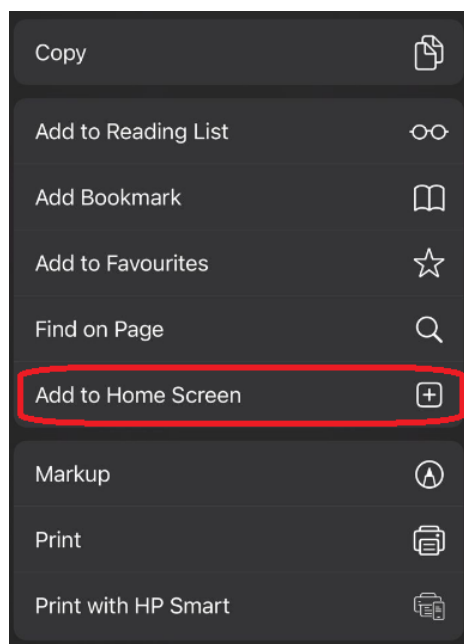 Copy
Add to Reading List
Add Bookmark
Add to Favourites
Find on Page
Add to Home Screen
Markup
Print
Print with HP Smart